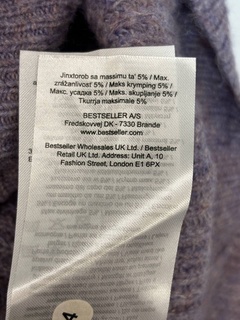 Jinxtorob sa massimu ta' 5% / Max.
zrážanlivosť 5% / Maks krymping 5% /
Макс. усадка 5% / Maks. skupljanje 5% /
Tkurrja maksimale 5%
BESTSELLER A/S
Fredskovvej DK - 7330 Brande
www.bestseller.com
Bestseller Wholesales UK Ltd. / Bestseller
Retail UK Ltd. Address: Unit A, 10
Fashion Street, London E1 6PX
4